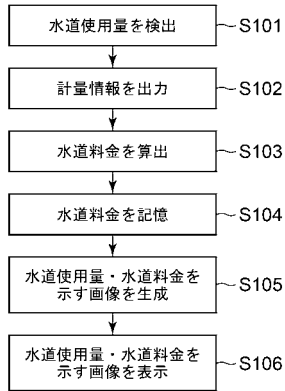 水道使用量を検出 S101
計量情報を出力 S102
水道料金を算出 S103
水道料金を記憶 S104
水道使用量・水道料金を
示す画像を生成 S105
水道使用量・水道料金を
示す画像を表示 S106